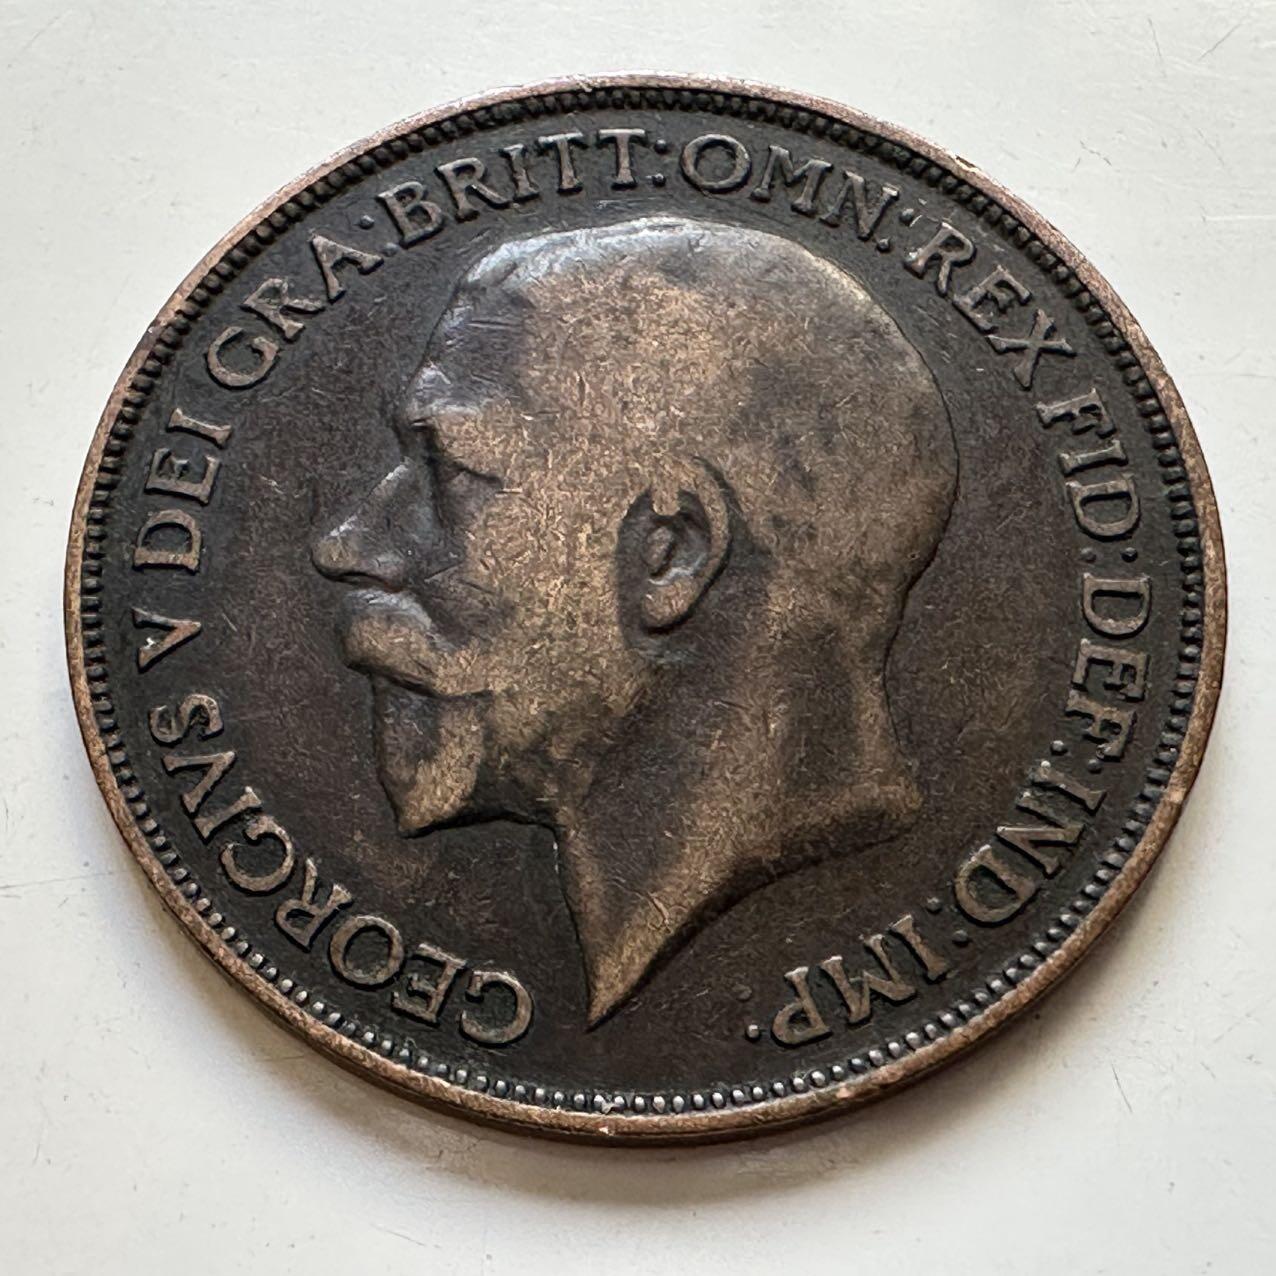 GEORGIVS V DEI GRA: BRITT: OMN: REX FID: DEF: IND: IMP: